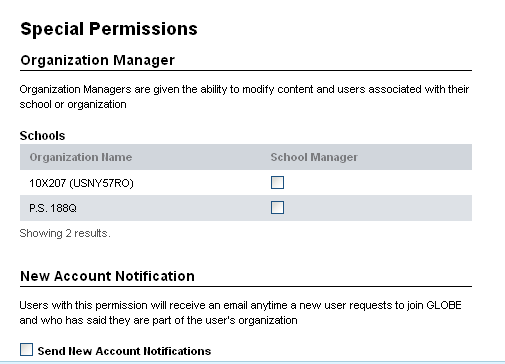 Special Permissions
Organization Manager
Organization Managers are given the ability to modify content and users associated with their
school or organization
Schools
Organization Name School Manager
10X207 (USNY57RO)
P.S. 188Q
Showing 2 results.
New Account Notification
Users with this permission will receive an email anytime a new user requests to join GLOBE
and who has said they are part of the user's organization
Send New Account Notifications